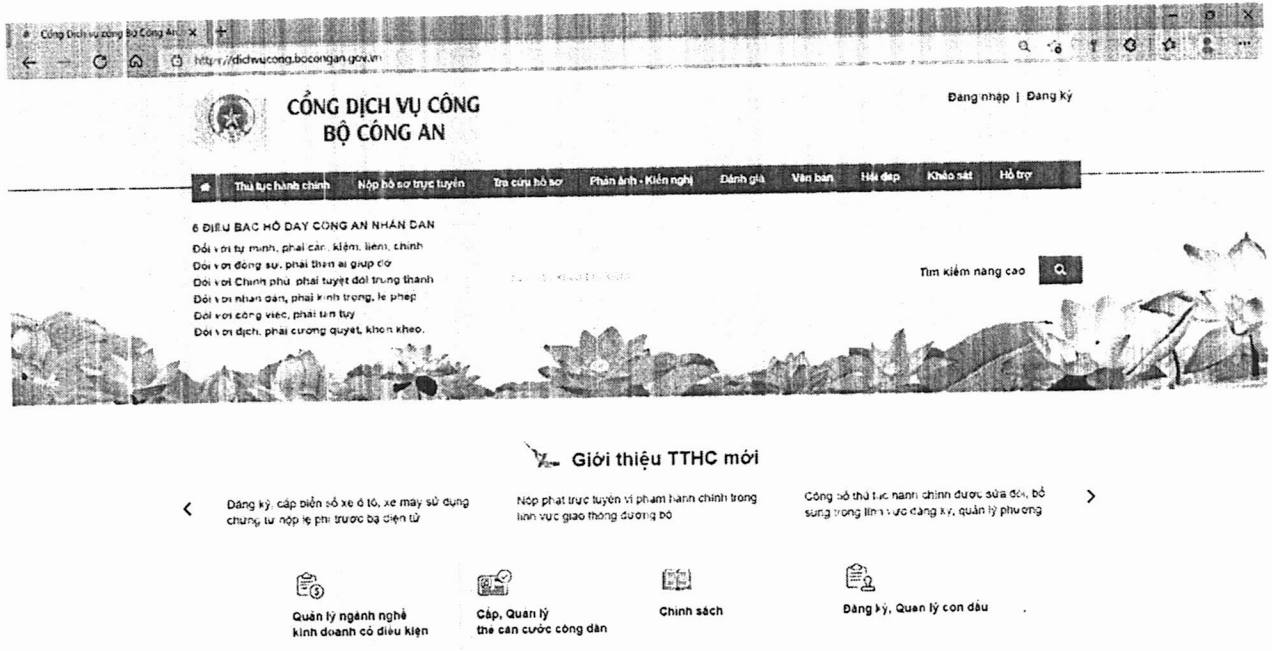 Cổng Dịch vụ công Bộ Công An
https://dichvucong.bocongan.gov.vn
CỔNG DỊCH VỤ CÔNG
BỘ CÔNG AN
Đăng nhập | Đăng ký
Thủ tục hành chính Nộp hồ sơ trực tuyến Tra cứu hồ sơ Phản ánh - Kiến nghị Đánh giá Văn bản Hỏi đáp Khảo sát Hỗ trợ
6 ĐIỀU BÁC HỒ DẠY CÔNG AN NHÂN DÂN
Đối với tự mình, phải cần, kiệm, liêm, chính
Đối với đồng sự, phải thân ái giúp đỡ
Đối với Chính phủ, phải tuyệt đối trung thành
Đối với nhân dân, phải kính trọng, lễ phép
Đối với công việc, phải tận tụy
Đối với địch, phải cương quyết, khôn khéo.
Tìm kiếm nâng cao
Giới thiệu TTHC mới
Đăng ký, cấp biển số xe ô tô, xe máy sử dụng
chứng từ nộp lệ phí trước bạ điện tử
Nộp phạt trực tuyến vi phạm hành chính trong
lĩnh vực giao thông đường bộ
Công bố thủ tục hành chính được sửa đổi, bổ
sung trong lĩnh vực đăng ký, quản lý phương
Quản lý ngành nghề
kinh doanh có điều kiện
Cấp, Quản lý
thẻ căn cước công dân
Chính sách
Đăng ký, Quản lý con dấu